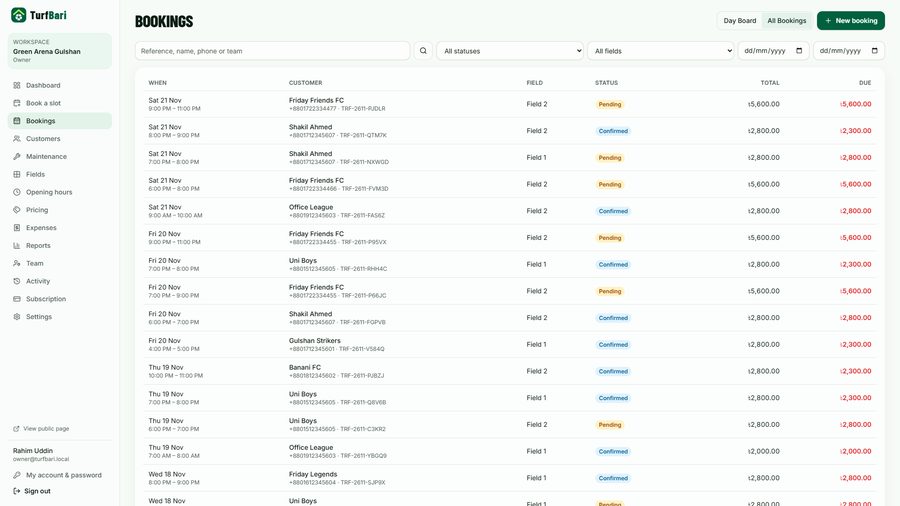 TurfBari
WORKSPACE
Green Arena Gulshan
Owner
Dashboard
Book a slot
Bookings
Customers
Maintenance
Fields
Opening hours
Pricing
Expenses
Reports
Team
Activity
Subscription
Settings
View public page
Rahim Uddin
owner@turfbari.local
My account & password
Sign out
BOOKINGS
Day Board
All Bookings
+ New booking
Reference, name, phone or team
All statuses
All fields
dd/mm/yyyy
dd/mm/yyyy
WHEN CUSTOMER FIELD STATUS TOTAL DUE
Sat 21 Nov Friday Friends FC Field 2 Pending ৳5,600.00 ৳5,600.00
9:00 PM – 11:00 PM +8801722334477 · TRF-2611-PJDLR
Sat 21 Nov Shakil Ahmed Field 2 Confirmed ৳2,800.00 ৳2,300.00
8:00 PM – 9:00 PM +8801712345607 · TRF-2611-QTM7K
Sat 21 Nov Shakil Ahmed Field 1 Pending ৳2,800.00 ৳2,800.00
7:00 PM – 8:00 PM +8801712345607 · TRF-2611-NXWGD
Sat 21 Nov Friday Friends FC Field 2 Pending ৳5,600.00 ৳5,600.00
6:00 PM – 8:00 PM +8801722334466 · TRF-2611-FVM3D
Sat 21 Nov Office League Field 2 Confirmed ৳2,800.00 ৳2,800.00
9:00 AM – 10:00 AM +8801912345603 · TRF-2611-FAS6Z
Fri 20 Nov Friday Friends FC Field 2 Pending ৳5,600.00 ৳5,600.00
9:00 PM – 11:00 PM +8801722334455 · TRF-2611-P95VX
Fri 20 Nov Uni Boys Field 1 Confirmed ৳2,800.00 ৳2,300.00
7:00 PM – 8:00 PM +8801512345605 · TRF-2611-RHH4C
Fri 20 Nov Friday Friends FC Field 2 Pending ৳5,600.00 ৳5,600.00
7:00 PM – 9:00 PM +8801722334455 · TRF-2611-P66JC
Fri 20 Nov Shakil Ahmed Field 2 Confirmed ৳2,800.00 ৳2,800.00
6:00 PM – 7:00 PM +8801712345607 · TRF-2611-FGPVB
Fri 20 Nov Gulshan Strikers Field 1 Confirmed ৳2,800.00 ৳2,300.00
4:00 PM – 5:00 PM +8801712345601 · TRF-2611-V584Q
Thu 19 Nov Banani FC Field 2 Confirmed ৳2,800.00 ৳2,300.00
10:00 PM – 11:00 PM +8801812345602 · TRF-2611-PJBZJ
Thu 19 Nov Uni Boys Field 1 Confirmed ৳2,800.00 ৳2,300.00
7:00 PM – 8:00 PM +8801512345605 · TRF-2611-Q8V6B
Thu 19 Nov Uni Boys Field 2 Pending ৳2,800.00 ৳2,800.00
6:00 PM – 7:00 PM +8801512345605 · TRF-2611-C3KR2
Thu 19 Nov Office League Field 2 Confirmed ৳2,000.00 ৳2,000.00
7:00 AM – 8:00 AM +8801912345603 · TRF-2611-YBGQ9
Wed 18 Nov Friday Legends Field 1 Confirmed ৳2,800.00 ৳2,800.00
8:00 PM – 9:00 PM +8801612345604 · TRF-2611-SJP9X
Wed 18 Nov Uni Boys Field 2 Pending ৳2,800.00 ৳2,800.00